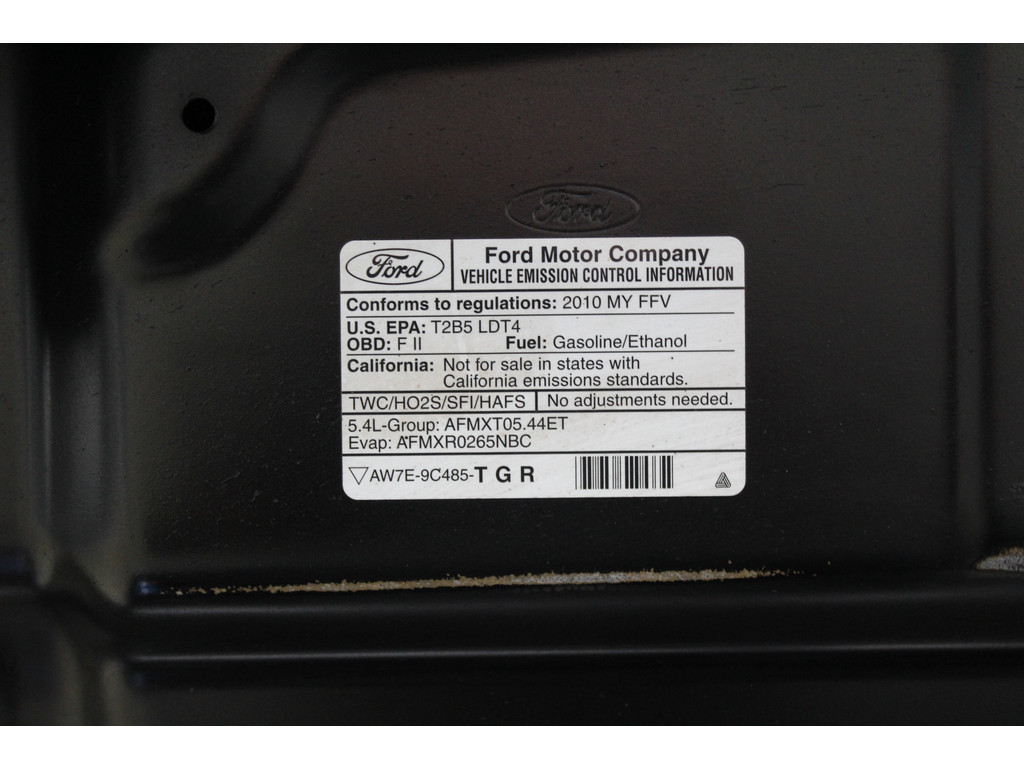 Ford
Ford
Ford Motor Company
VEHICLE EMISSION CONTROL INFORMATION
Conforms to regulations: 2010 MY FFV
U.S. EPA: T2B5 LDT4
OBD: F II Fuel: Gasoline/Ethanol
California: Not for sale in states with
California emissions standards.
TWC/HO2S/SFI/HAFS No adjustments needed.
5.4L-Group: AFMXT05.44ET
Evap: AFMXR0265NBC
AW7E-9C485-T G R